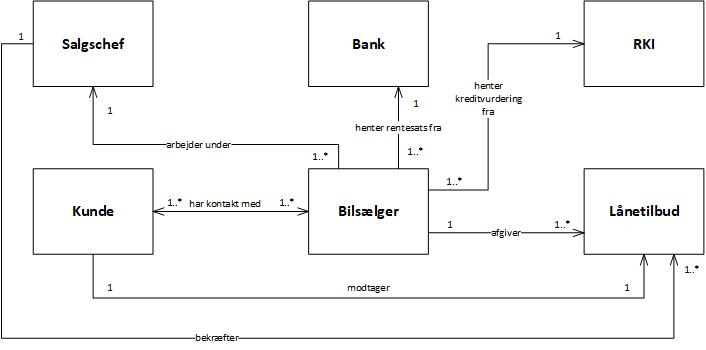 1
Salgschef
Bank
1
RKI
1
1
henter
kreditvurdering
fra
henter rentesats fra
arbejder under
1..*
1..*
1..*
Kunde
1..*
har kontakt med
1..*
Bilsælger
1
afgiver
1..*
Lånetilbud
1..*
1
modtager
1
bekræfter